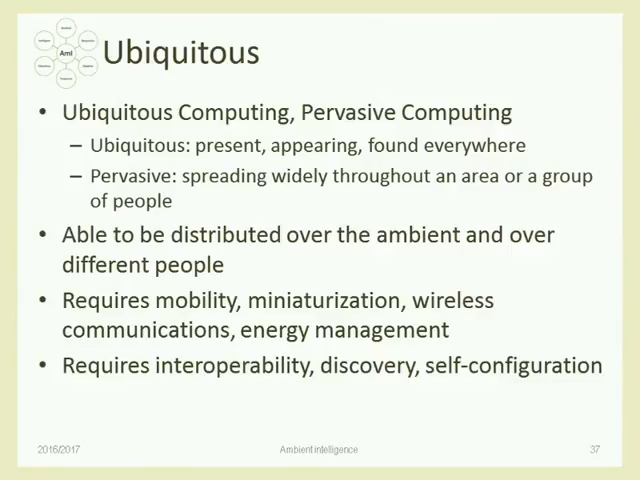 AmI
Ubiquitous
• Ubiquitous Computing, Pervasive Computing
– Ubiquitous: present, appearing, found everywhere
– Pervasive: spreading widely throughout an area or a group
of people
• Able to be distributed over the ambient and over
different people
• Requires mobility, miniaturization, wireless
communications, energy management
• Requires interoperability, discovery, self-configuration
2016/2017
Ambient intelligence
37